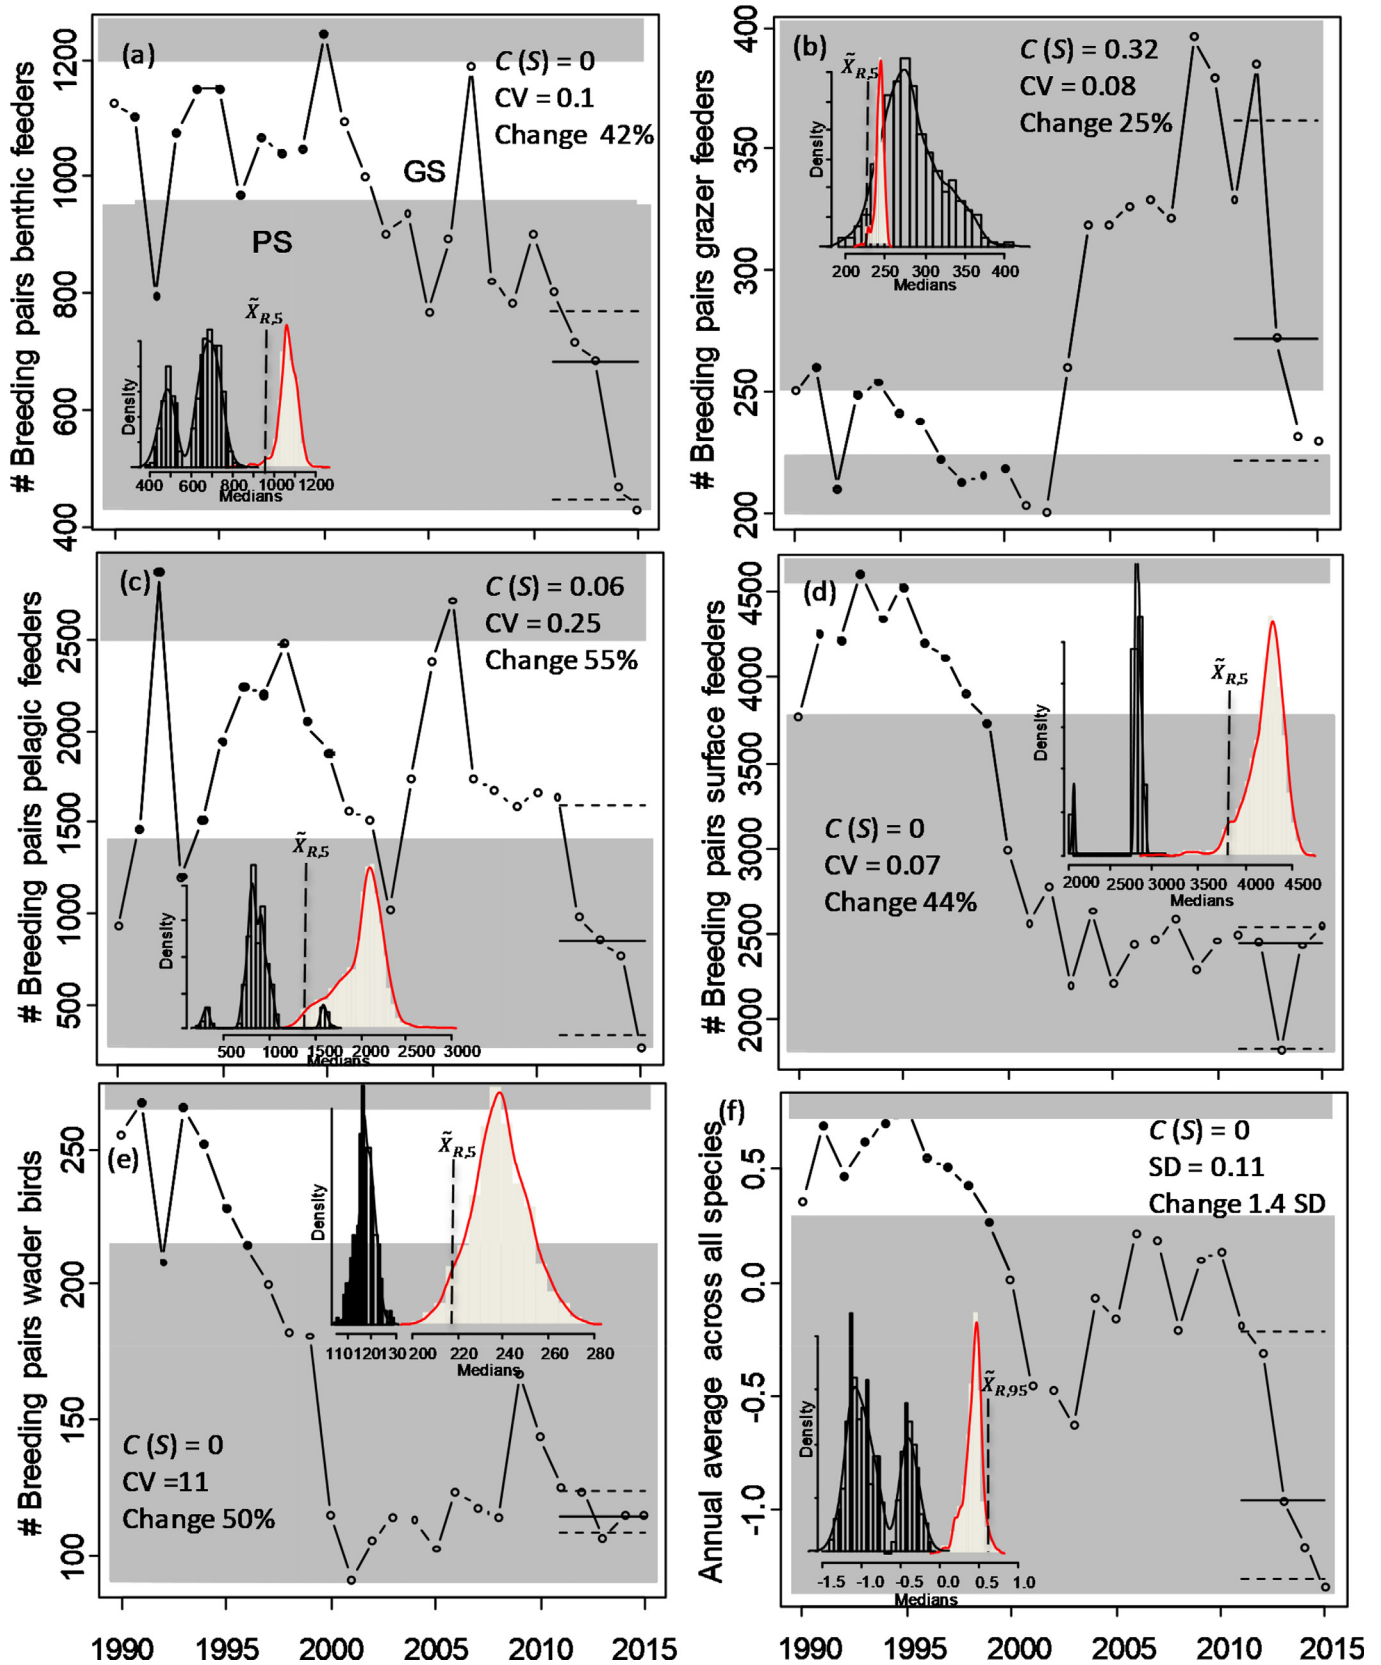 (a)
C (S) = 0
CV = 0.1
Change 42%
GS
PS
X̃R,5
Density
400 600 800 1000 1200
Medians
# Breeding pairs benthic feeders
400 600 800 1000 1200
(b)
C (S) = 0.32
CV = 0.08
Change 25%
X̃R,5
Density
200 250 300 350 400
Medians
# Breeding pairs grazer feeders
200 250 300 350 400
(c)
C (S) = 0.06
CV = 0.25
Change 55%
X̃R,5
Density
500 1000 1500 2000 2500 3000
Medians
# Breeding pairs pelagic feeders
500 1000 1500 2000 2500
(d)
C (S) = 0
CV = 0.07
Change 44%
X̃R,5
Density
2000 2500 3000 4000 4500
Medians
# Breeding pairs surface feeders
2000 2500 3000 3500 4000 4500
(e)
C (S) = 0
CV =11
Change 50%
X̃R,5
Density
110 120 130 200 220 240 260 280
Medians
# Breeding pairs wader birds
100 150 200 250
1990 1995 2000 2005 2010 2015
(f)
C (S) = 0
SD = 0.11
Change 1.4 SD
X̃R,95
Density
-1.5 -1.0 -0.5 0.0 0.5 1.0
Medians
Annual average across all species
-1.0 -0.5 0.0 0.5
1990 1995 2000 2005 2010 2015